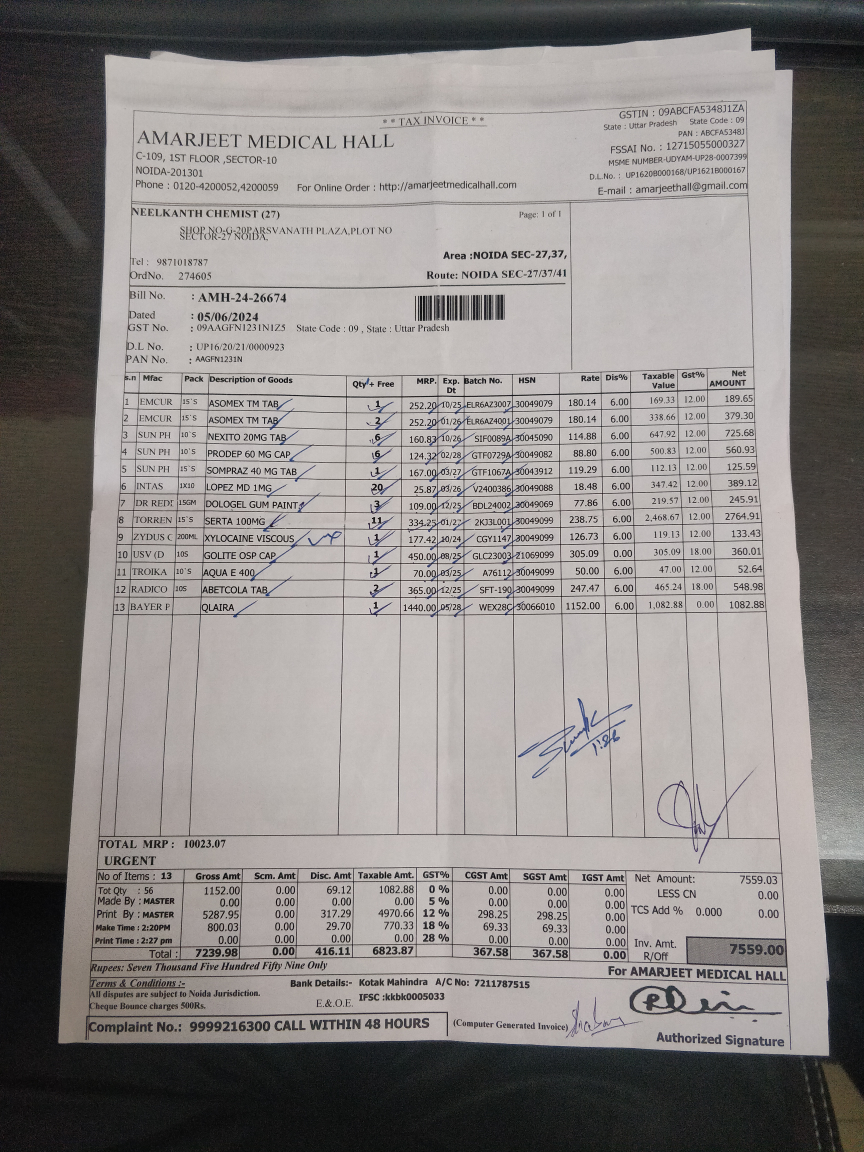 * * TAX INVOICE * *
AMARJEET MEDICAL HALL
C-109, 1ST FLOOR ,SECTOR-10
NOIDA-201301
Phone : 0120-4200052,4200059 For Online Order : http://amarjeetmedicalhall.com
GSTIN : 09ABCFA5348J1ZA
State : Uttar Pradesh State Code : 09
PAN : ABCFA5348J
FSSAI No. : 12715055000327
MSME NUMBER-UDYAM-UP28-0007399
D.L.No. : UP1620B000168/UP1621B000167
E-mail : amarjeethall@gmail.com
NEELKANTH CHEMIST (27) Page: 1 of 1
SHOP NO-G-20PARSVANATH PLAZA,PLOT NO
SECTOR-27 NOIDA,
Tel : 9871018787 Area :NOIDA SEC-27,37,
OrdNo. 274605 Route: NOIDA SEC-27/37/41
Bill No. : AMH-24-26674
Dated : 05/06/2024
GST No. : 09AAGFN1231N1Z5 State Code : 09 , State : Uttar Pradesh
D.L No. : UP16/20/21/0000923
PAN No. : AAGFN1231N
s.n Mfac Pack Description of Goods Qty + Free MRP. Exp. Dt Batch No. HSN Rate Dis% Taxable Value Gst% Net AMOUNT
1 EMCUR 15`S ASOMEX TM TAB 1 252.20 10/25 ELR6AZ3007 30049079 180.14 6.00 169.33 12.00 189.65
2 EMCUR 15`S ASOMEX TM TAB 2 252.20 01/26 ELR6AZ4001 30049079 180.14 6.00 338.66 12.00 379.30
3 SUN PH 10`S NEXITO 20MG TAB 6 160.83 10/26 SIF0089A 30045090 114.88 6.00 647.92 12.00 725.68
4 SUN PH 10`S PRODEP 60 MG CAP 6 124.32 02/28 GTF0729A 30049081 88.80 6.00 500.83 12.00 560.93
5 SUN PH 15`S SOMPRAZ 40 MG TAB 1 167.00 03/27 GTF1067A 30043912 119.29 6.00 112.13 12.00 125.59
6 INTAS 1X10 LOPEZ MD 1MG 20 25.87 03/26 V2400386 30049088 18.48 6.00 347.42 12.00 389.12
7 DR REDI 15GM DOLOGEL GUM PAINT 3 109.00 12/25 BDL24002 30049069 77.86 6.00 219.57 12.00 245.91
8 TORREN 15`S SERTA 100MG 11 334.25 01/27 2KJ3L001 30049099 238.75 6.00 2,468.67 12.00 2764.91
9 ZYDUS C 200ML XYLOCAINE VISCOUS 1 177.42 10/24 CGY1147 30049099 126.73 6.00 119.13 12.00 133.43
10 USV (D 10S GOLITE OSP CAP 1 450.00 08/25 GLC23003 21069099 305.09 0.00 305.09 18.00 360.01
11 TROIKA 10`S AQUA E 400 1 70.00 03/25 A76112 30049099 50.00 6.00 47.00 12.00 52.64
12 RADICO 10S ABETCOLA TAB 2 365.00 12/25 SFT-190 30049099 247.47 6.00 465.24 18.00 548.98
13 BAYER P QLAIRA 1 1440.00 05/28 WEX28C 30066010 1152.00 6.00 1,082.88 0.00 1082.88
TOTAL MRP : 10023.07
URGENT
No of Items : 13 Gross Amt Scm. Amt Disc. Amt Taxable Amt. GST% CGST Amt SGST Amt IGST Amt
Tot Qty : 56 1152.00 0.00 69.12 1082.88 0 % 0.00 0.00 0.00
Made By : MASTER 0.00 0.00 0.00 0.00 5 % 0.00 0.00 0.00
Print By : MASTER 5287.95 0.00 317.29 4970.66 12 % 298.25 298.25 0.00
Make Time : 2:20PM 800.03 0.00 29.70 770.33 18 % 69.33 69.33 0.00
Print Time : 2:27 pm 0.00 0.00 0.00 0.00 28 % 0.00 0.00 0.00
Total : 7239.98 0.00 416.11 6823.87 367.58 367.58 0.00
Net Amount: 7559.03
LESS CN 0.00
TCS Add % 0.000 0.00
Inv. Amt. R/Off 7559.00
Rupees: Seven Thousand Five Hundred Fifty Nine Only
For AMARJEET MEDICAL HALL
Terms & Conditions :-
All disputes are subject to Noida Jurisdiction.
Cheque Bounce charges 500Rs.
Bank Details:- Kotak Mahindra A/C No: 7211787515
IFSC :kkbk0005033
E.&.O.E.
Complaint No.: 9999216300 CALL WITHIN 48 HOURS
(Computer Generated Invoice)
Authorized Signature